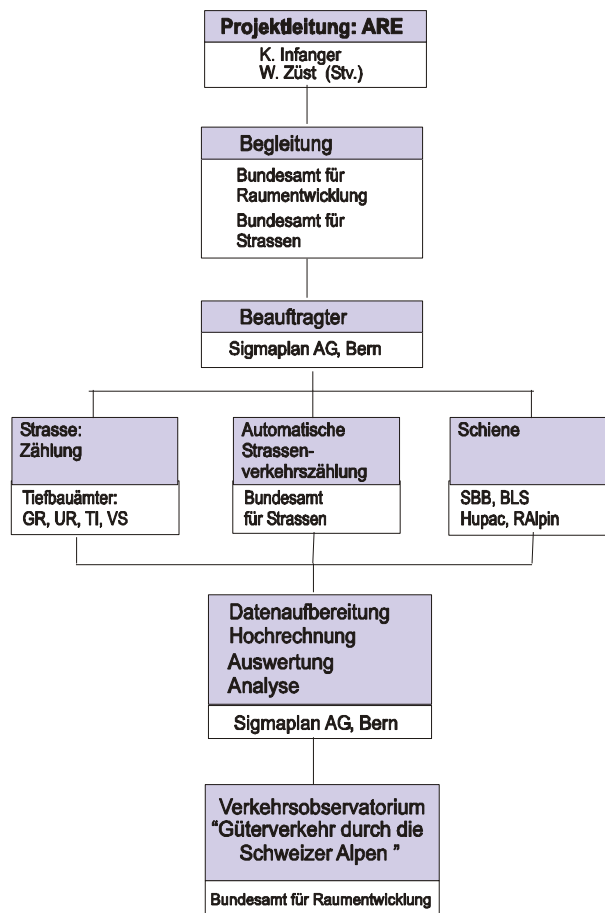 Projektleitung: ARE
K. Infanger
W. Züst (Stv.)
Begleitung
Bundesamt für
Raumentwicklung
Bundesamt für
Strassen
Beauftragter
Sigmaplan AG, Bern
Strasse:
Zählung
Tiefbauämter:
GR, UR, TI, VS
Automatische
Strassen-
verkehrszählung
Bundesamt
für Strassen
Schiene
SBB, BLS
Hupac, RAlpin
Datenaufbereitung
Hochrechnung
Auswertung
Analyse
Sigmaplan AG, Bern
Verkehrsobservatorium
“Güterverkehr durch die
Schweizer Alpen ”
Bundesamt für Raumentwicklung